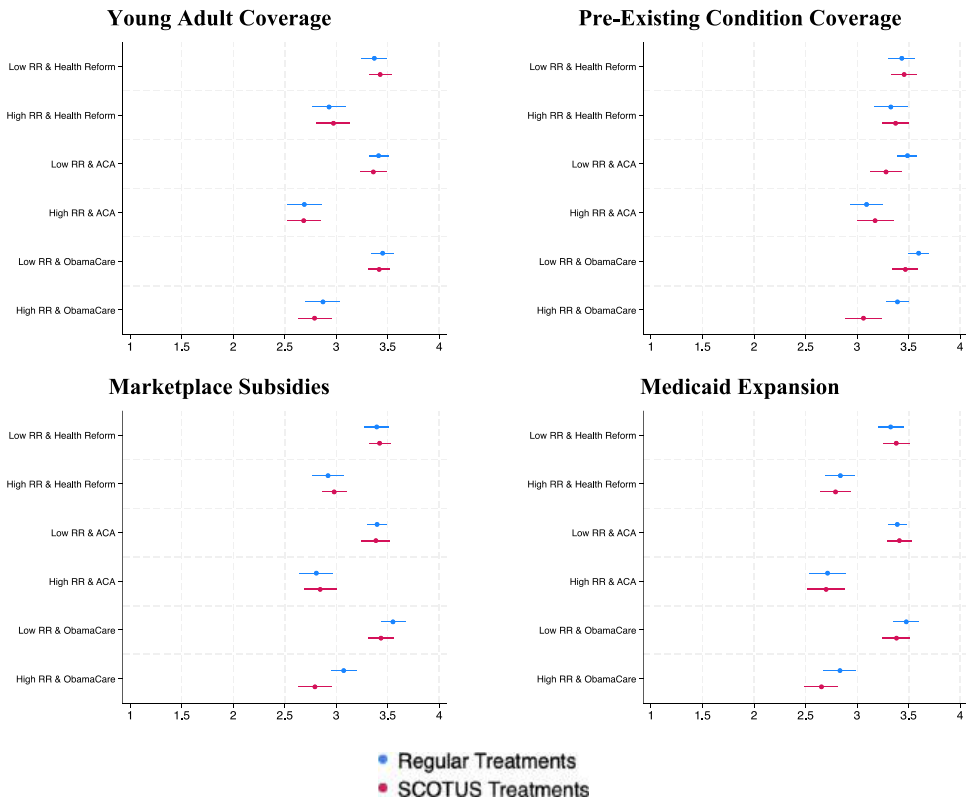 Young Adult Coverage
Low RR & Health Reform
High RR & Health Reform
Low RR & ACA
High RR & ACA
Low RR & ObamaCare
High RR & ObamaCare
1 1.5 2 2.5 3 3.5 4
Pre-Existing Condition Coverage
Low RR & Health Reform
High RR & Health Reform
Low RR & ACA
High RR & ACA
Low RR & ObamaCare
High RR & ObamaCare
1 1.5 2 2.5 3 3.5 4
Marketplace Subsidies
Low RR & Health Reform
High RR & Health Reform
Low RR & ACA
High RR & ACA
Low RR & ObamaCare
High RR & ObamaCare
1 1.5 2 2.5 3 3.5 4
Medicaid Expansion
Low RR & Health Reform
High RR & Health Reform
Low RR & ACA
High RR & ACA
Low RR & ObamaCare
High RR & ObamaCare
1 1.5 2 2.5 3 3.5 4
Regular Treatments
SCOTUS Treatments